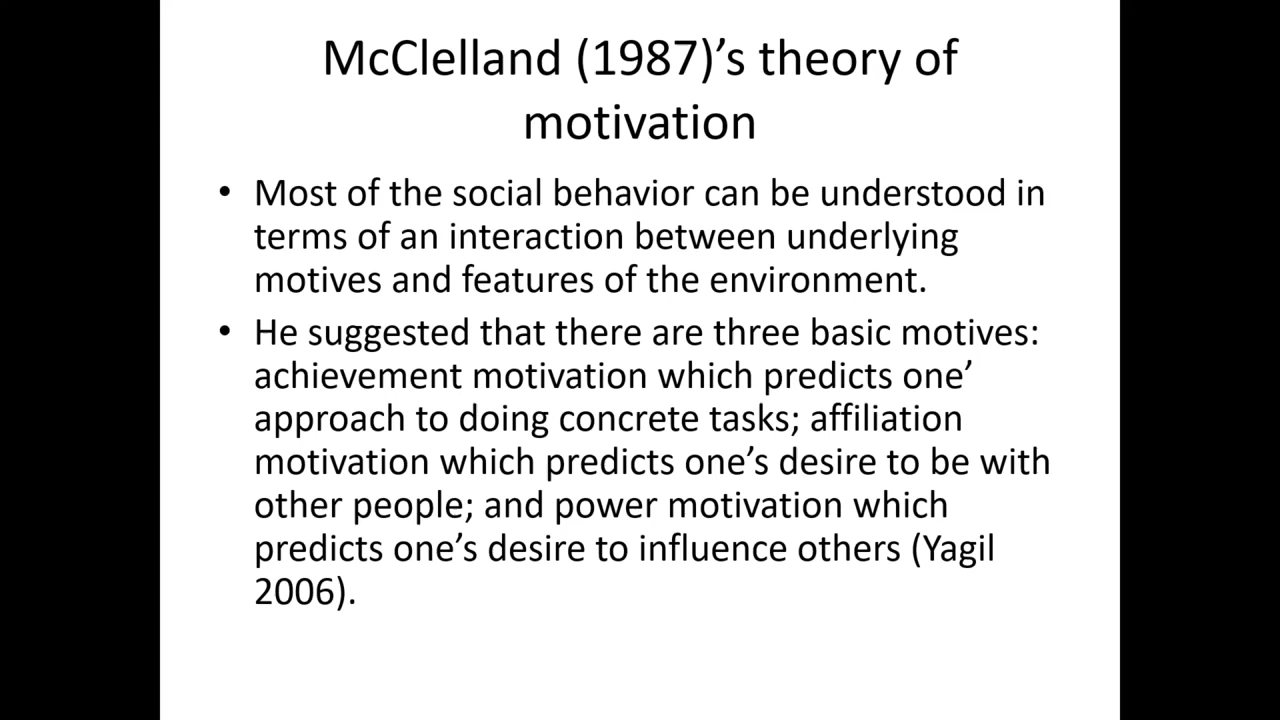 McClelland (1987)’s theory of
motivation
• Most of the social behavior can be understood in
terms of an interaction between underlying
motives and features of the environment.
• He suggested that there are three basic motives:
achievement motivation which predicts one’
approach to doing concrete tasks; affiliation
motivation which predicts one’s desire to be with
other people; and power motivation which
predicts one’s desire to influence others (Yagil
2006).